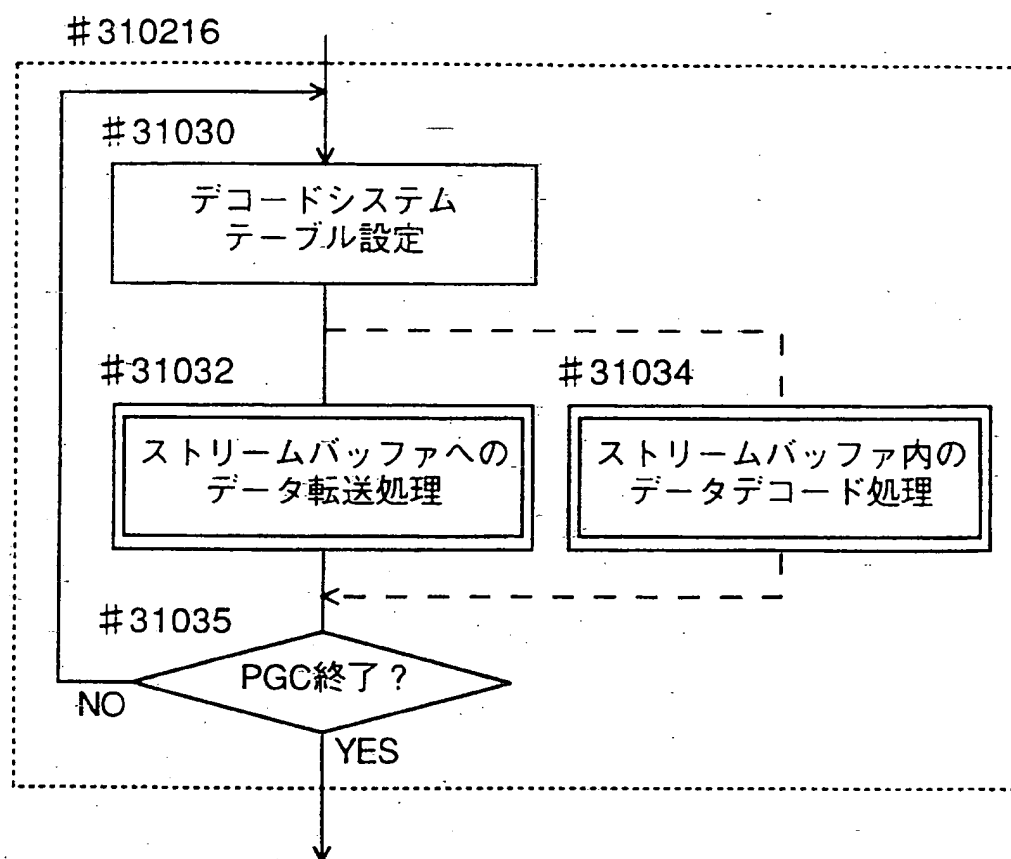 #310216
#31030
デコードシステム
テーブル設定
#31032
#31034
ストリームバッファへの
データ転送処理
ストリームバッファ内の
データデコード処理
#31035
PGC終了？
NO
YES